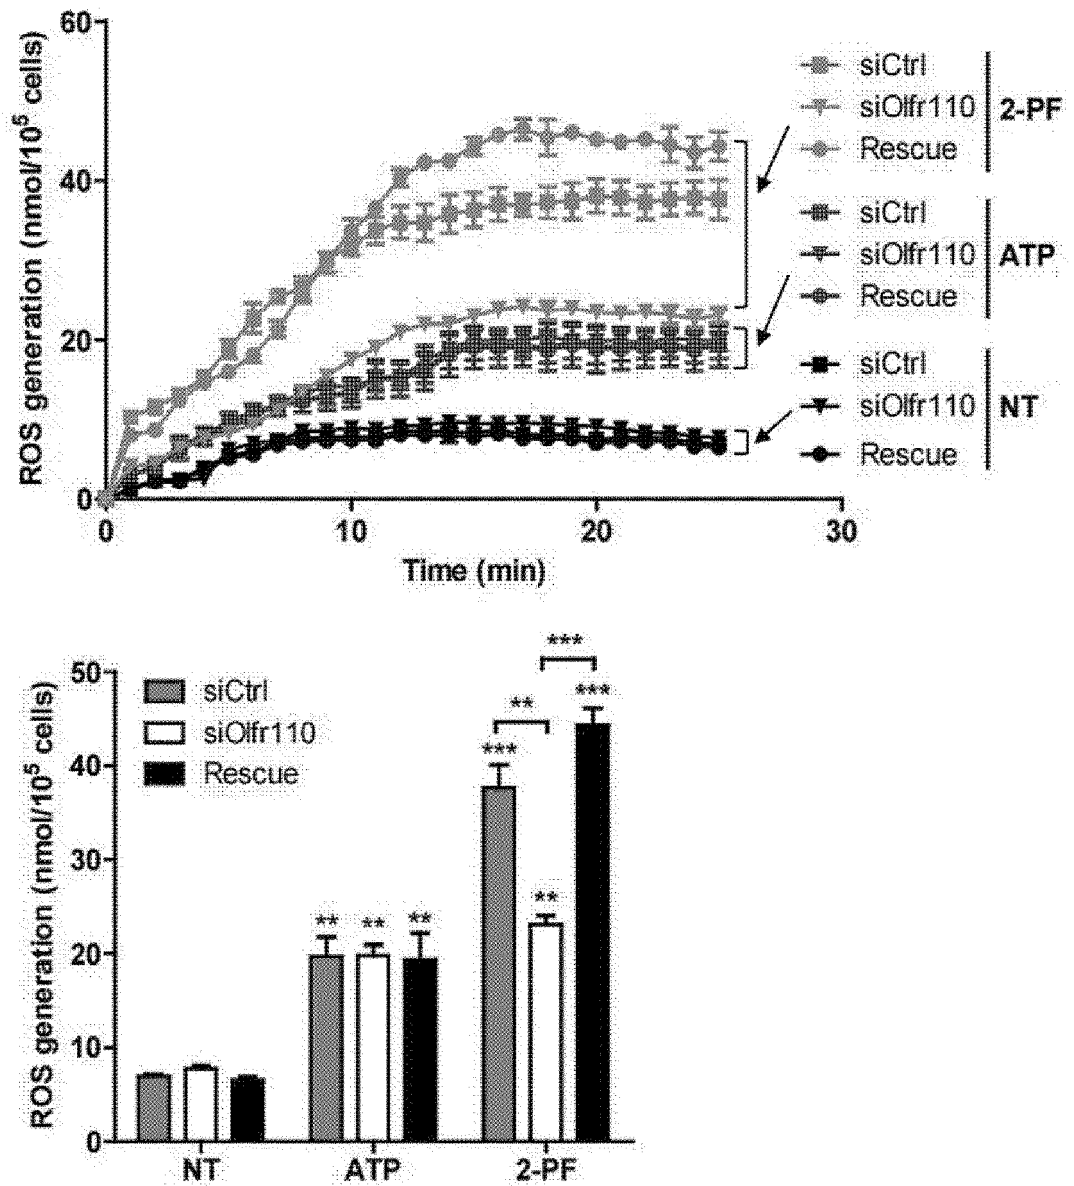 60
40
20
0
0
10
20
30
ROS generation (nmol/10⁵ cells)
Time (min)
siCtrl
siOlfr110
Rescue
2-PF
siCtrl
siOlfr110
Rescue
ATP
siCtrl
siOlfr110
Rescue
NT
50
40
30
20
10
0
ROS generation (nmol/10⁵ cells)
siCtrl
siOlfr110
Rescue
** ** **
***
**
**
***
***
NT
ATP
2-PF